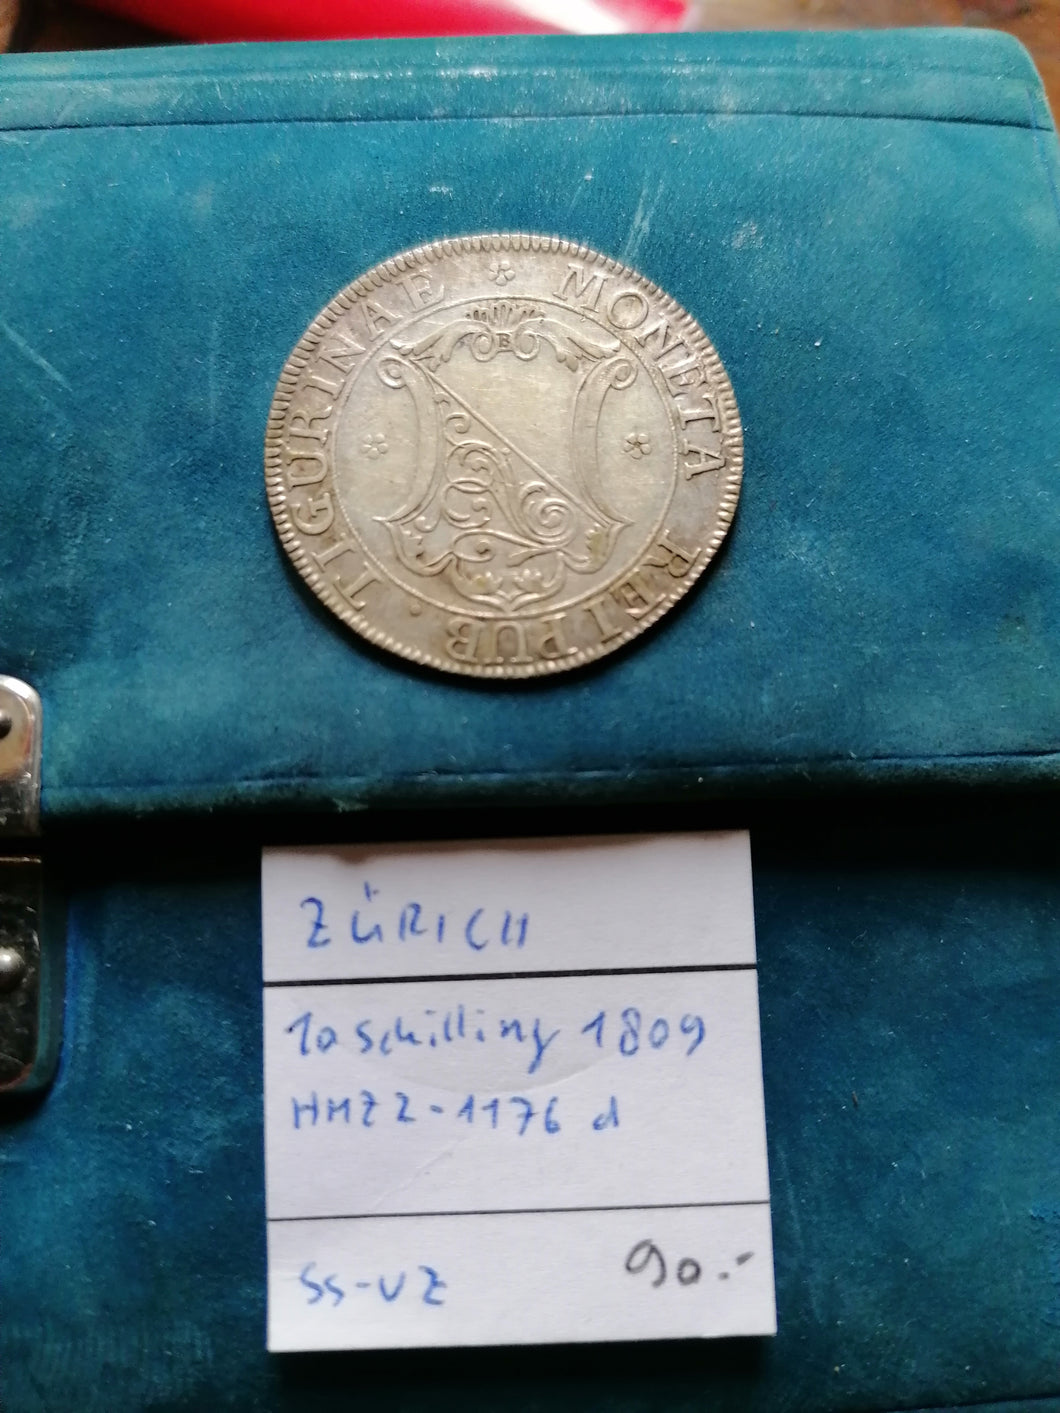 MONETA REIPUB · TIGURINAE
B
ZÜRICH
10 Schilling 1809
HMZ 2-1176 d
SS-VZ 90.-